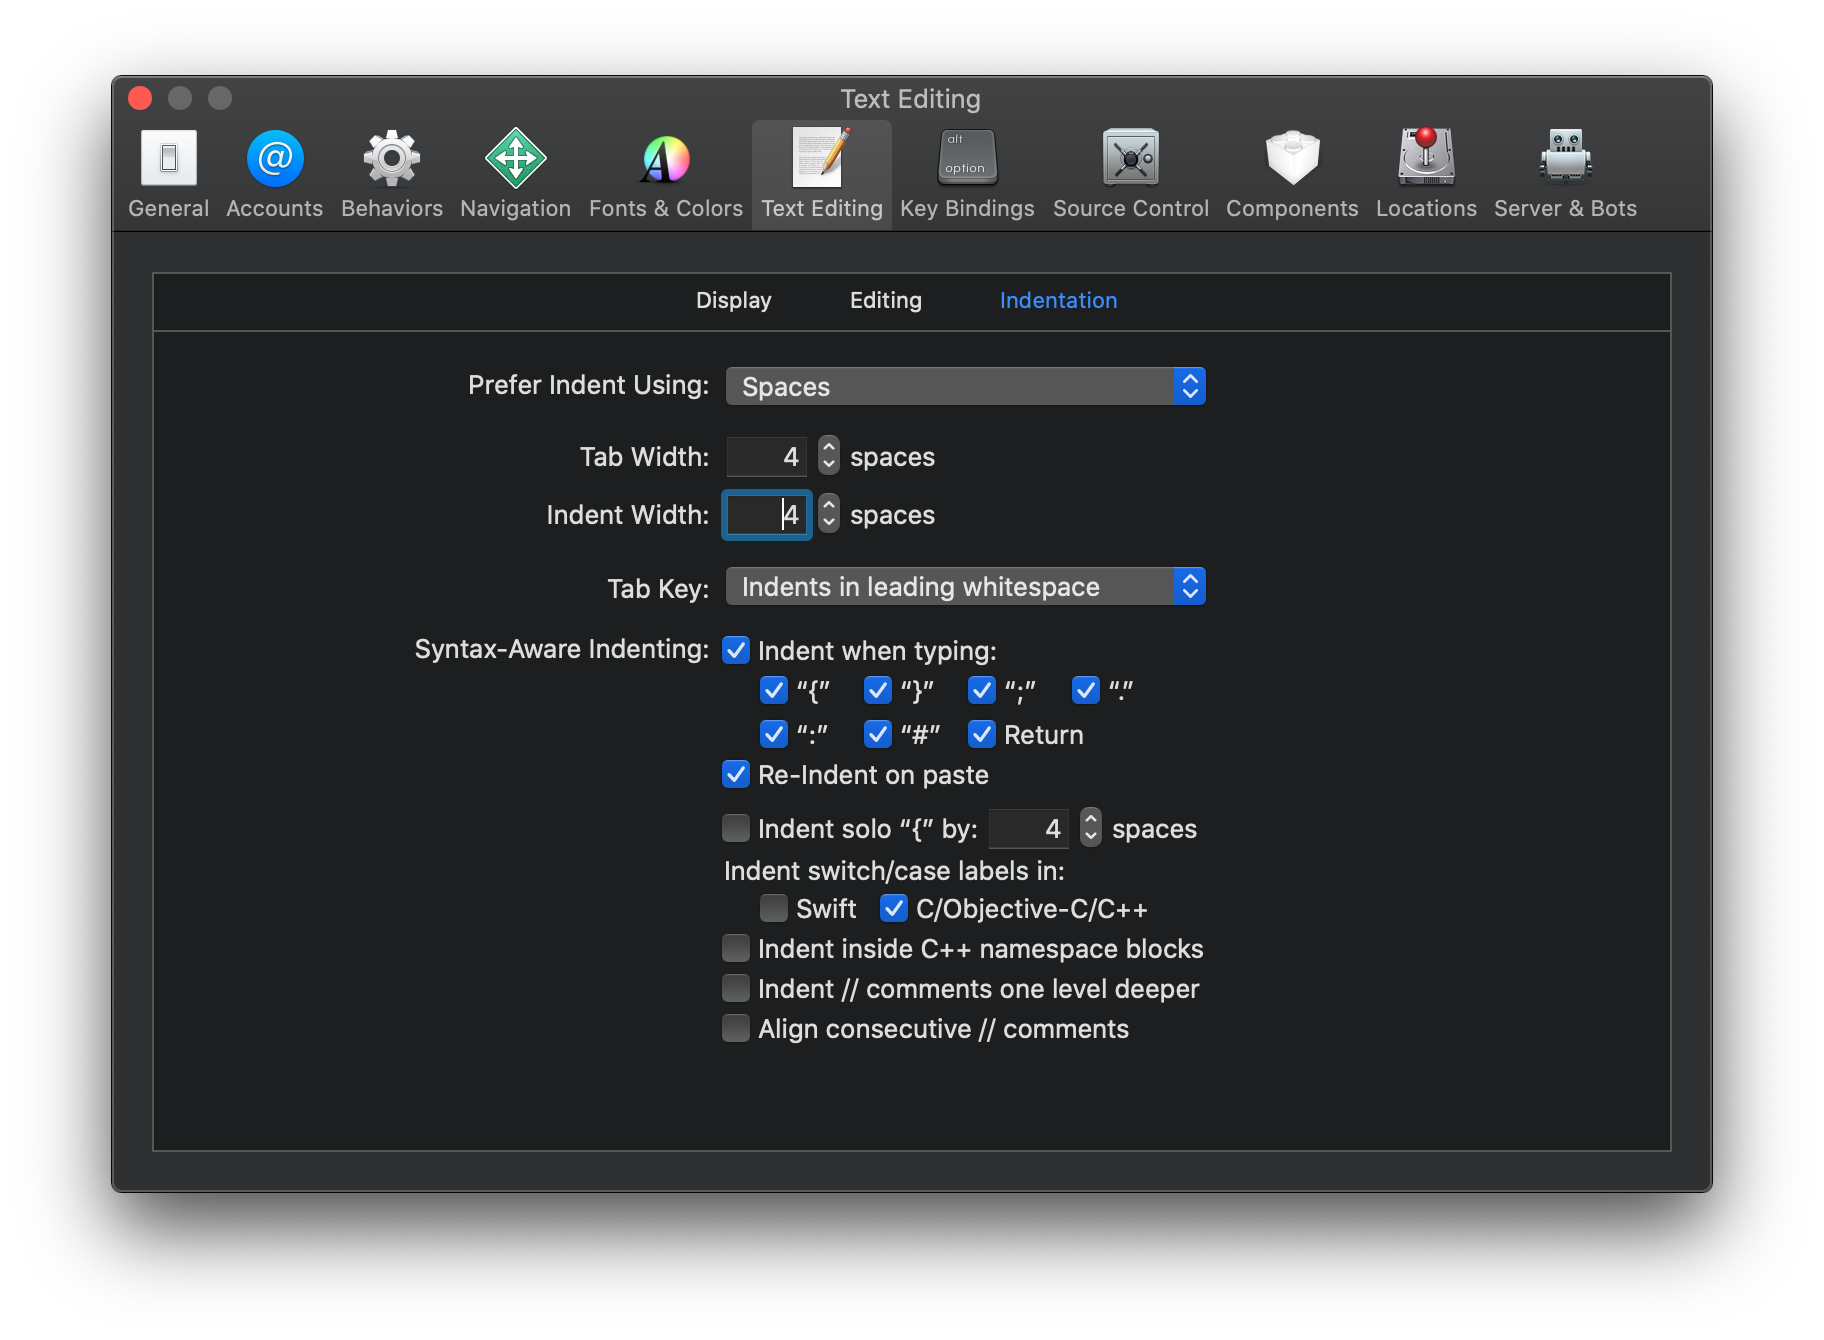 Text Editing
alt
option
General Accounts Behaviors Navigation Fonts & Colors Text Editing Key Bindings Source Control Components Locations Server & Bots
Display Editing Indentation
Prefer Indent Using: Spaces
Tab Width: 4 spaces
Indent Width: 4 spaces
Tab Key: Indents in leading whitespace
Syntax-Aware Indenting: Indent when typing:
“{” “}” “;” “.”
“:” “#” Return
Re-Indent on paste
Indent solo “{” by: 4 spaces
Indent switch/case labels in:
Swift C/Objective-C/C++
Indent inside C++ namespace blocks
Indent // comments one level deeper
Align consecutive // comments